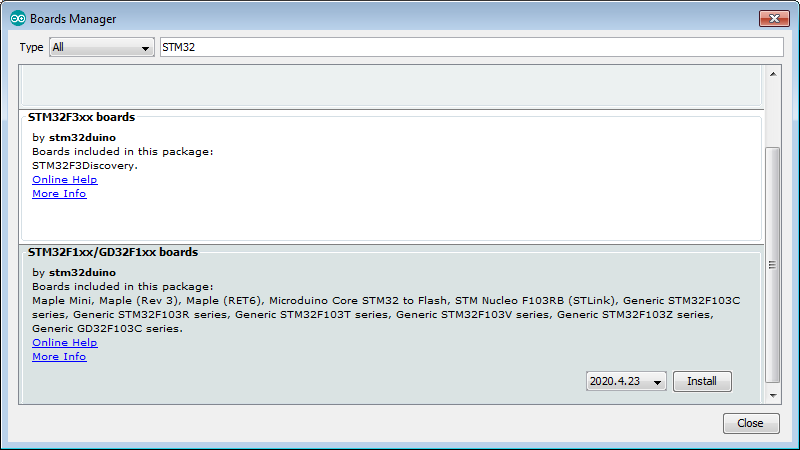 Boards Manager
Type All STM32
STM32F3xx boards
by stm32duino
Boards included in this package:
STM32F3Discovery.
Online Help
More Info
STM32F1xx/GD32F1xx boards
by stm32duino
Boards included in this package:
Maple Mini, Maple (Rev 3), Maple (RET6), Microduino Core STM32 to Flash, STM Nucleo F103RB (STLink), Generic STM32F103C
series, Generic STM32F103R series, Generic STM32F103T series, Generic STM32F103V series, Generic STM32F103Z series,
Generic GD32F103C series.
Online Help
More Info
2020.4.23 Install
Close